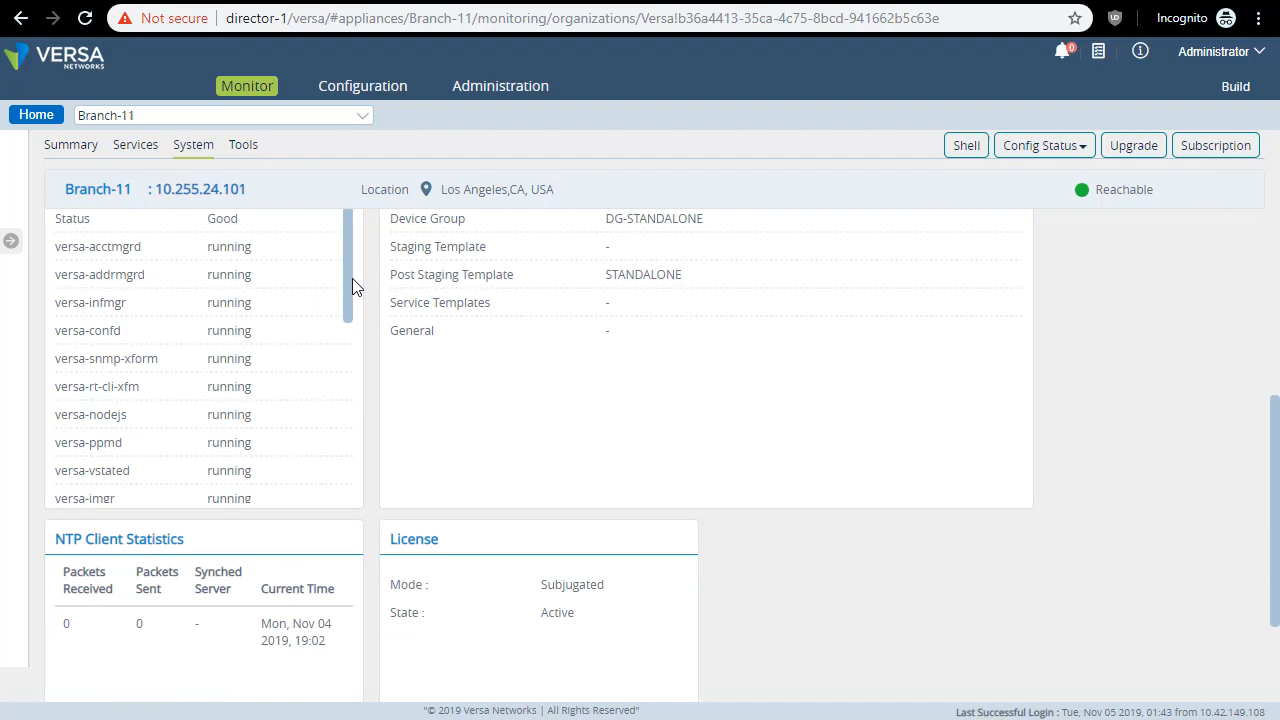 Not secure director-1/versa/#appliances/Branch-11/monitoring/organizations/Versa!b36a4413-35ca-4c75-8bcd-941662b5c63e Incognito
VERSA
NETWORKS
0
Administrator
Monitor Configuration Administration Build
Home Branch-11
Summary Services System Tools Shell Config Status Upgrade Subscription
Branch-11 : 10.255.24.101 Location Los Angeles,CA, USA Reachable
Status Good
versa-acctmgrd running
versa-addrmgrd running
versa-infmgr running
versa-confd running
versa-snmp-xform running
versa-rt-cli-xfm running
versa-nodejs running
versa-ppmd running
versa-vstated running
versa-imgr running
Device Group DG-STANDALONE
Staging Template -
Post Staging Template STANDALONE
Service Templates -
General -
NTP Client Statistics
Packets Received Packets Sent Synched Server Current Time
0 0 - Mon, Nov 04
2019, 19:02
License
Mode : Subjugated
State : Active
"© 2019 Versa Networks | All Rights Reserved"
Last Successful Login : Tue, Nov 05 2019, 01:43 from 10.42.149.108